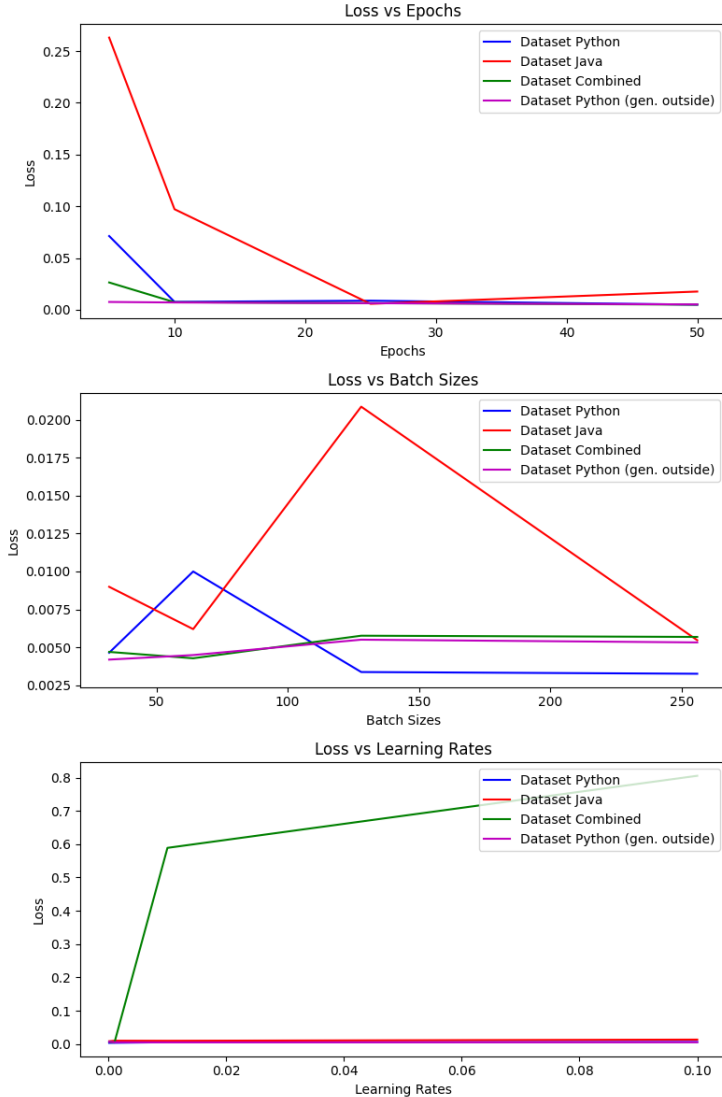 Loss vs Epochs
0.25
0.20
0.15
0.10
0.05
0.00
Loss
Dataset Python
Dataset Java
Dataset Combined
Dataset Python (gen. outside)
10
20
30
40
50
Epochs
Loss vs Batch Sizes
0.0200
0.0175
0.0150
0.0125
0.0100
0.0075
0.0050
0.0025
Loss
Dataset Python
Dataset Java
Dataset Combined
Dataset Python (gen. outside)
50
100
150
200
250
Batch Sizes
Loss vs Learning Rates
0.8
0.7
0.6
0.5
0.4
0.3
0.2
0.1
0.0
Loss
Dataset Python
Dataset Java
Dataset Combined
Dataset Python (gen. outside)
0.00
0.02
0.04
0.06
0.08
0.10
Learning Rates